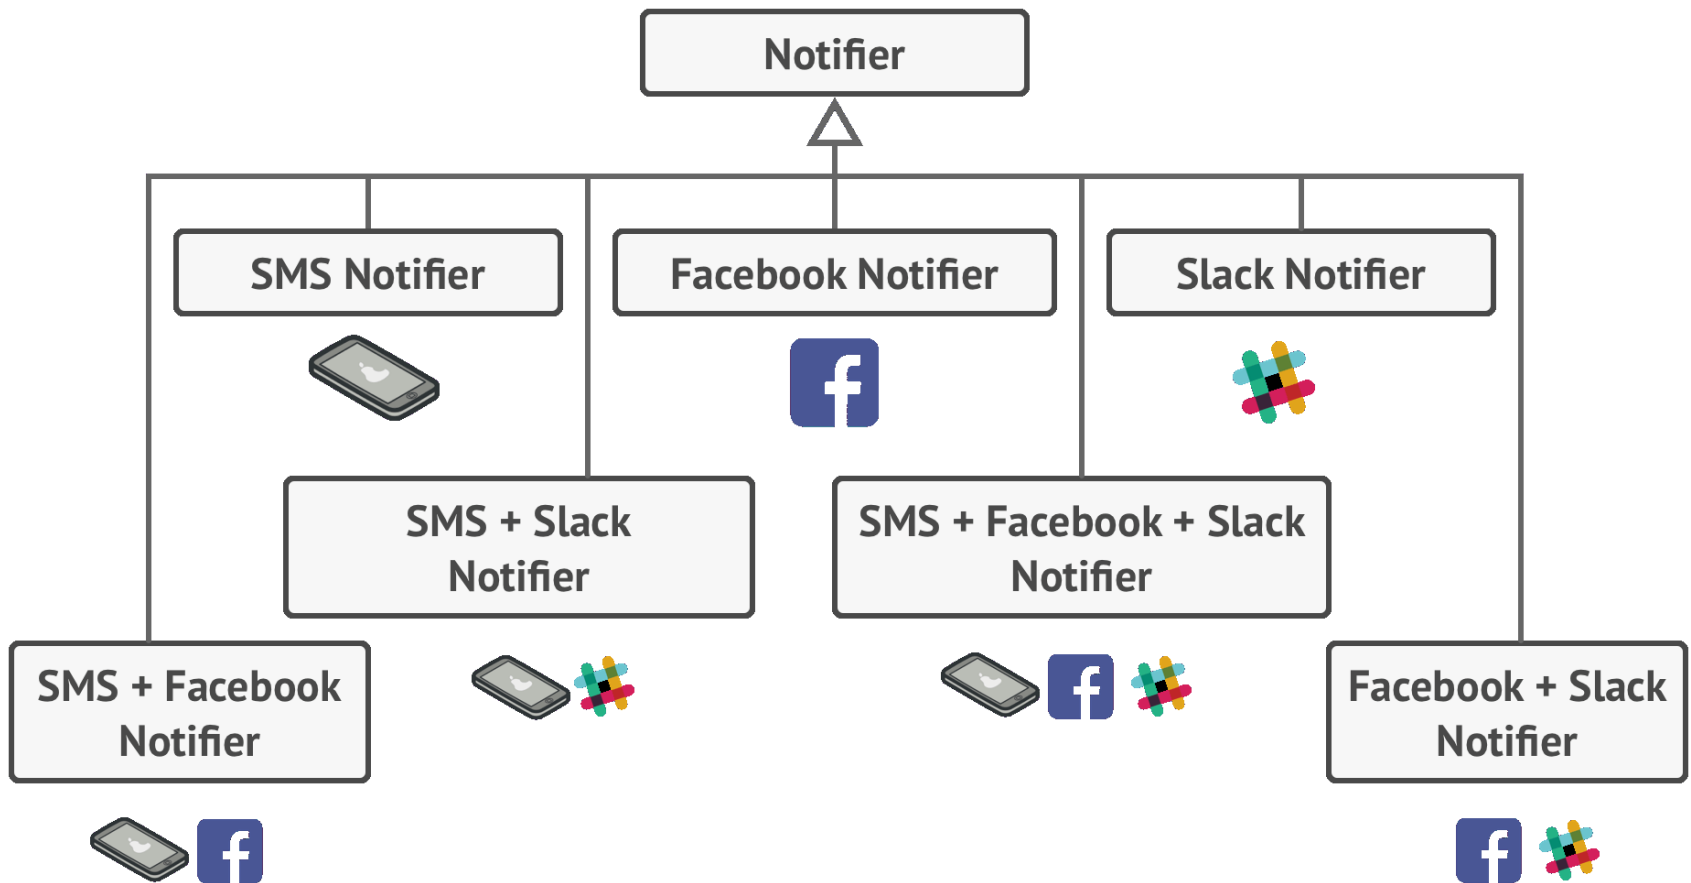 Notifier
SMS Notifier
Facebook Notifier
Slack Notifier
SMS + Slack
Notifier
SMS + Facebook + Slack
Notifier
SMS + Facebook
Notifier
Facebook + Slack
Notifier